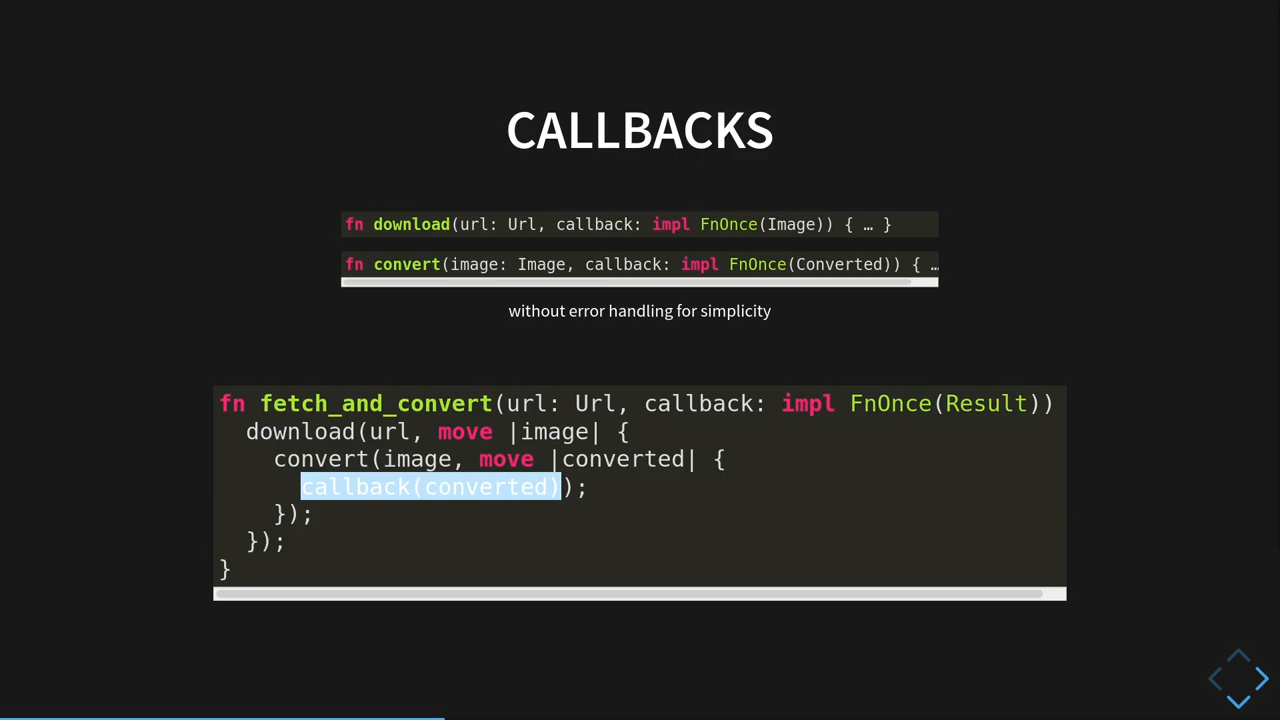 CALLBACKS
fn download(url: Url, callback: impl FnOnce(Image)) { … }
fn convert(image: Image, callback: impl FnOnce(Converted)) { …
without error handling for simplicity
fn fetch_and_convert(url: Url, callback: impl FnOnce(Result))
  download(url, move |image| {
    convert(image, move |converted| {
      callback(converted));
    });
  });
}